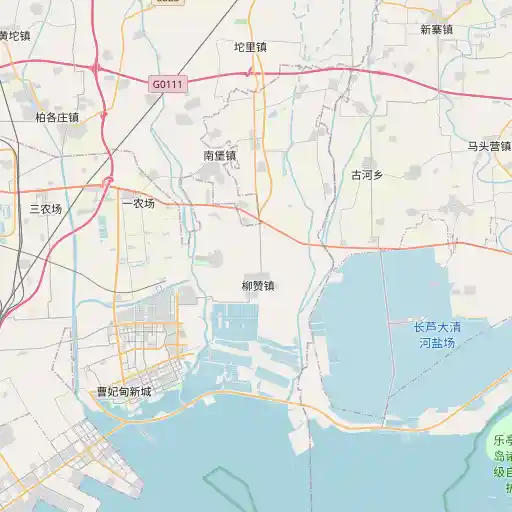 新寨镇
黄坨镇
坨里镇
G0111
柏各庄镇
马头营镇
南堡镇
古河乡
三农场
一农场
柳赞镇
长芦大清
河盐场
曹妃甸新城
乐亭
岛诸
级自